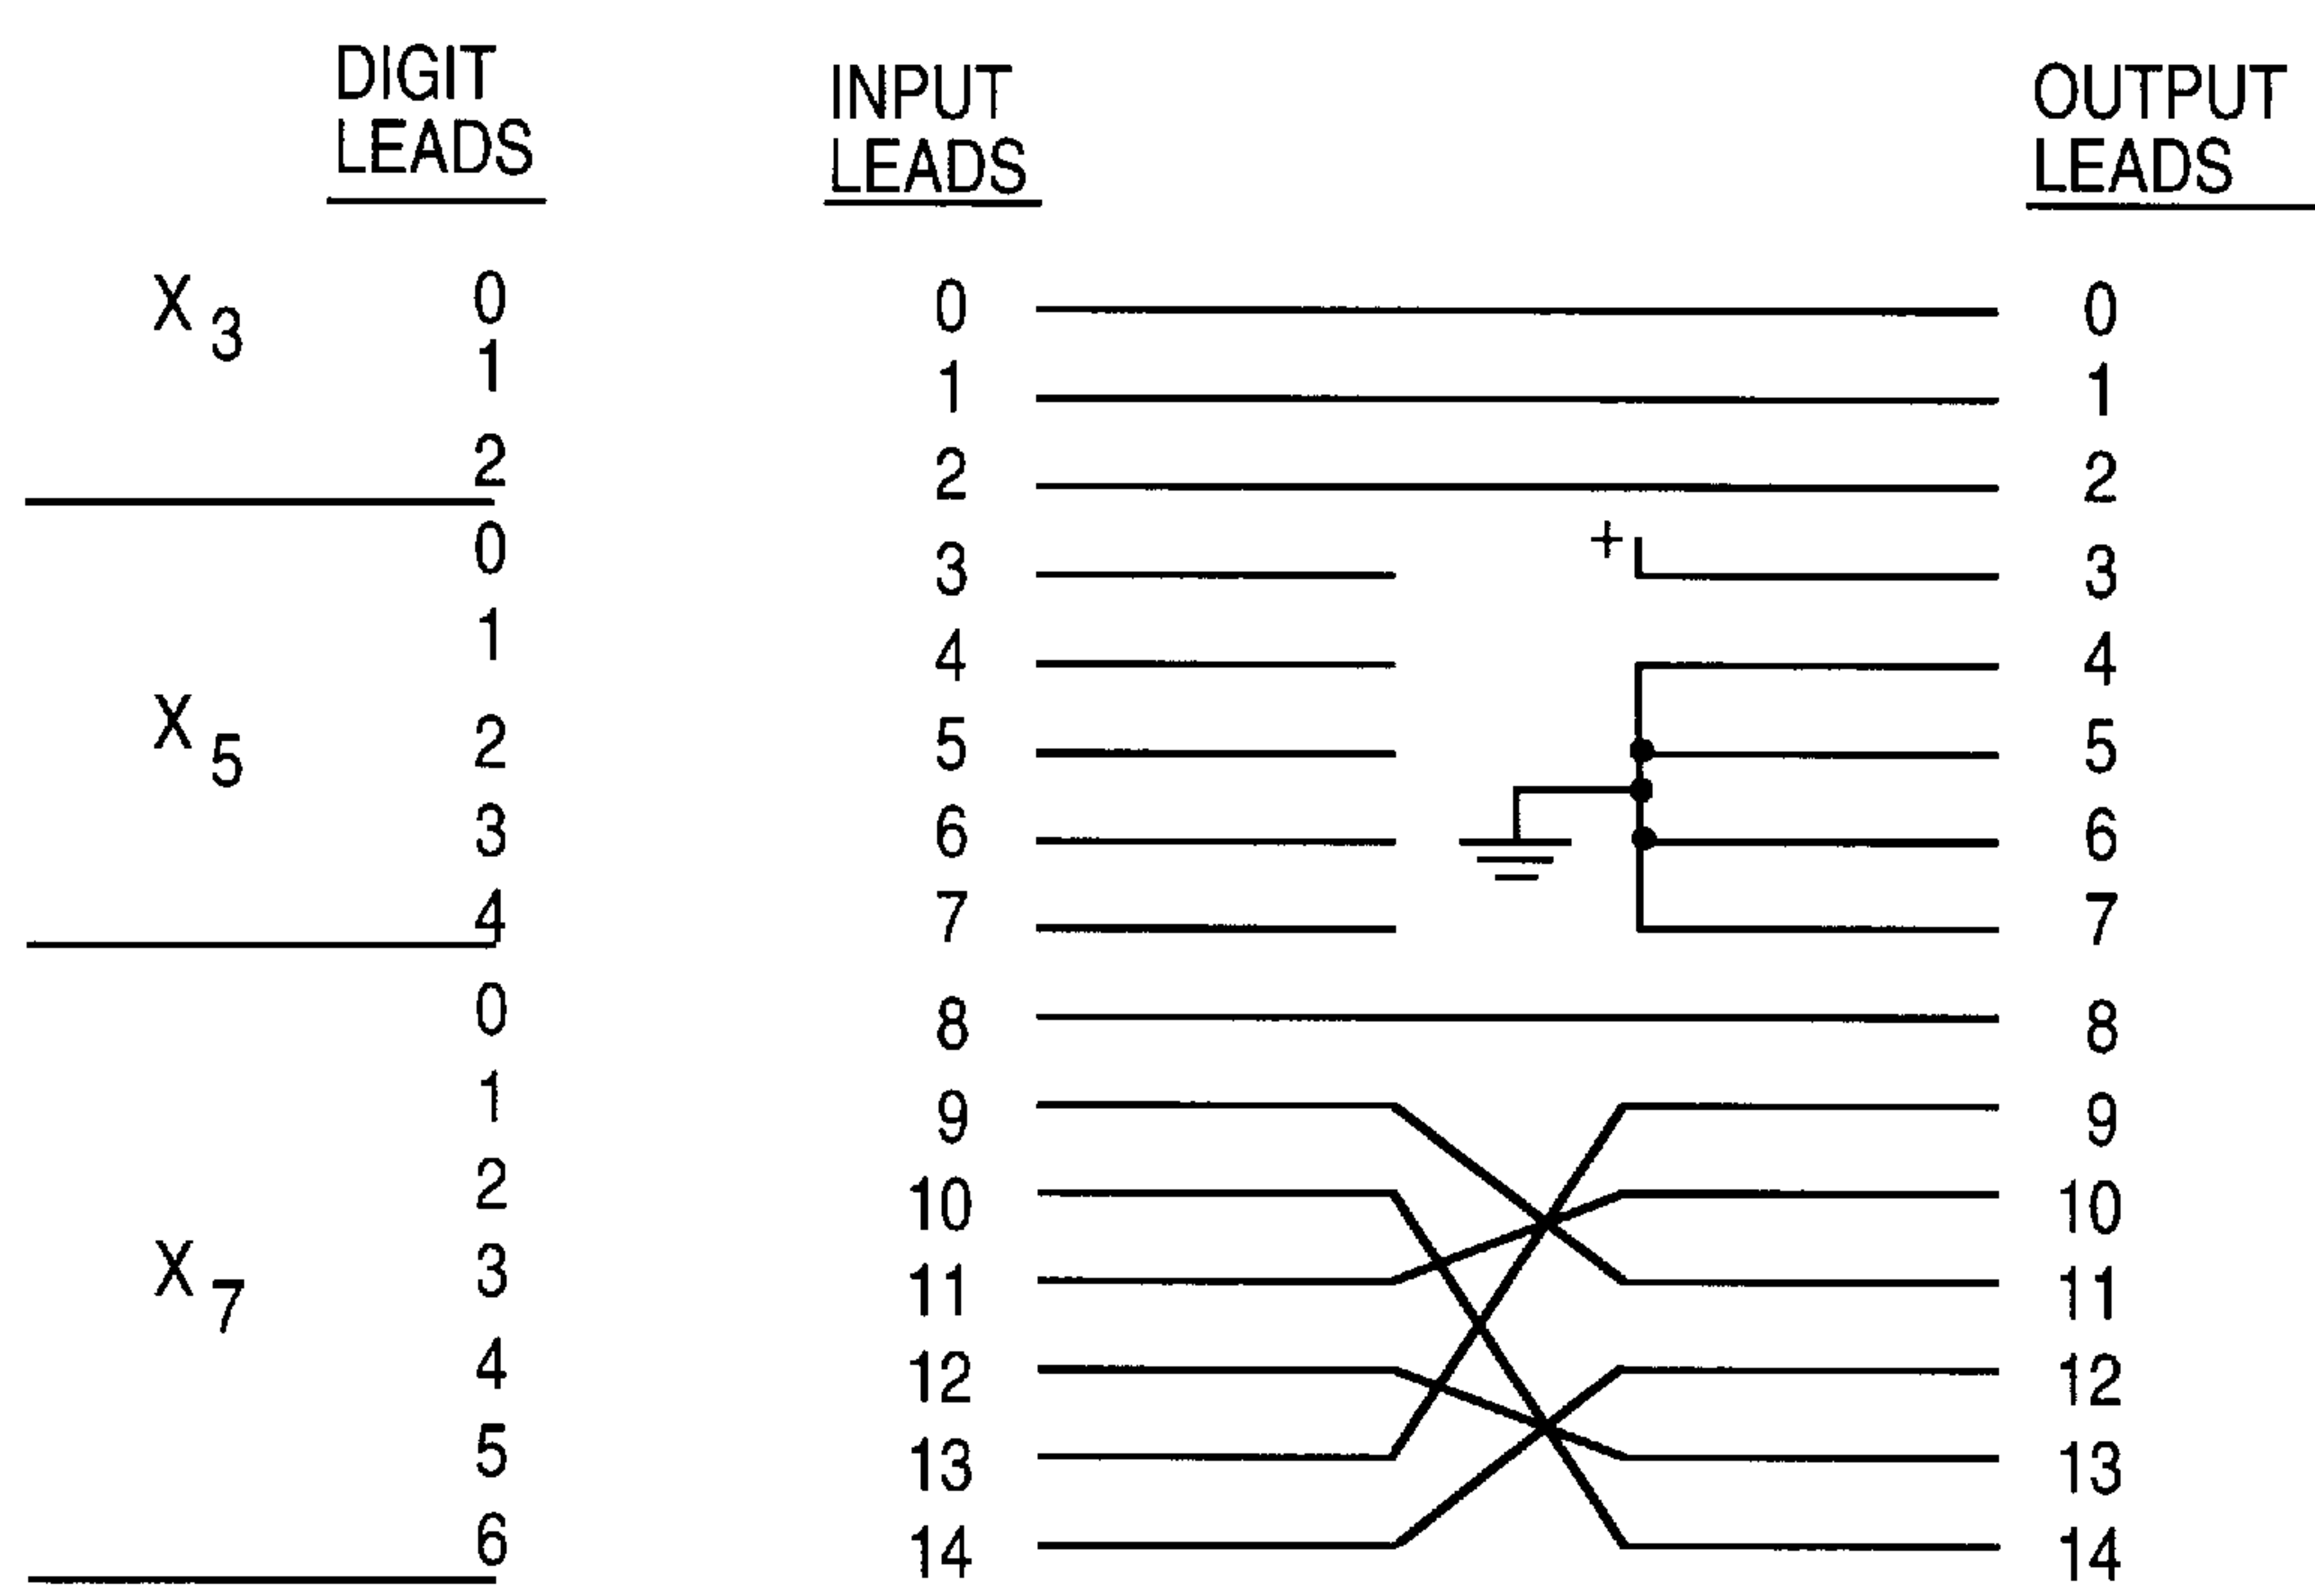 DIGIT LEADS INPUT LEADS OUTPUT LEADS
X3 0 0 0
1 1 1
2 2 2
0 3 + 3
1 4 4
X5 2 5 5
3 6 6
4 7 7
0 8 8
1 9 9
2 10 10
X7 3 11 11
4 12 12
5 13 13
6 14 14